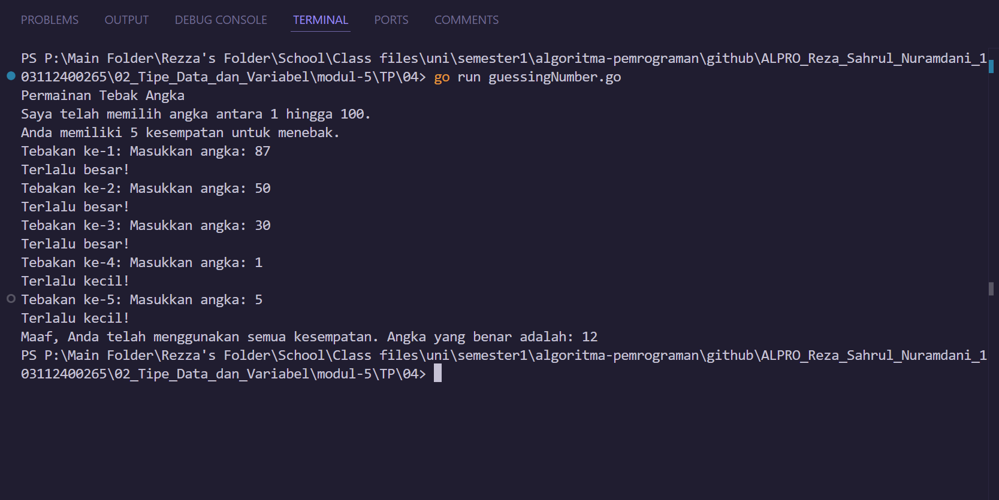 PROBLEMS OUTPUT DEBUG CONSOLE TERMINAL PORTS COMMENTS
PS P:\Main Folder\Rezza's Folder\School\Class files\uni\semester1\algoritma-pemrograman\github\ALPRO_Reza_Sahrul_Nuramdani_1
03112400265\02_Tipe_Data_dan_Variabel\modul-5\TP\04> go run guessingNumber.go
Permainan Tebak Angka
Saya telah memilih angka antara 1 hingga 100.
Anda memiliki 5 kesempatan untuk menebak.
Tebakan ke-1: Masukkan angka: 87
Terlalu besar!
Tebakan ke-2: Masukkan angka: 50
Terlalu besar!
Tebakan ke-3: Masukkan angka: 30
Terlalu besar!
Tebakan ke-4: Masukkan angka: 1
Terlalu kecil!
Tebakan ke-5: Masukkan angka: 5
Terlalu kecil!
Maaf, Anda telah menggunakan semua kesempatan. Angka yang benar adalah: 12
PS P:\Main Folder\Rezza's Folder\School\Class files\uni\semester1\algoritma-pemrograman\github\ALPRO_Reza_Sahrul_Nuramdani_1
03112400265\02_Tipe_Data_dan_Variabel\modul-5\TP\04>